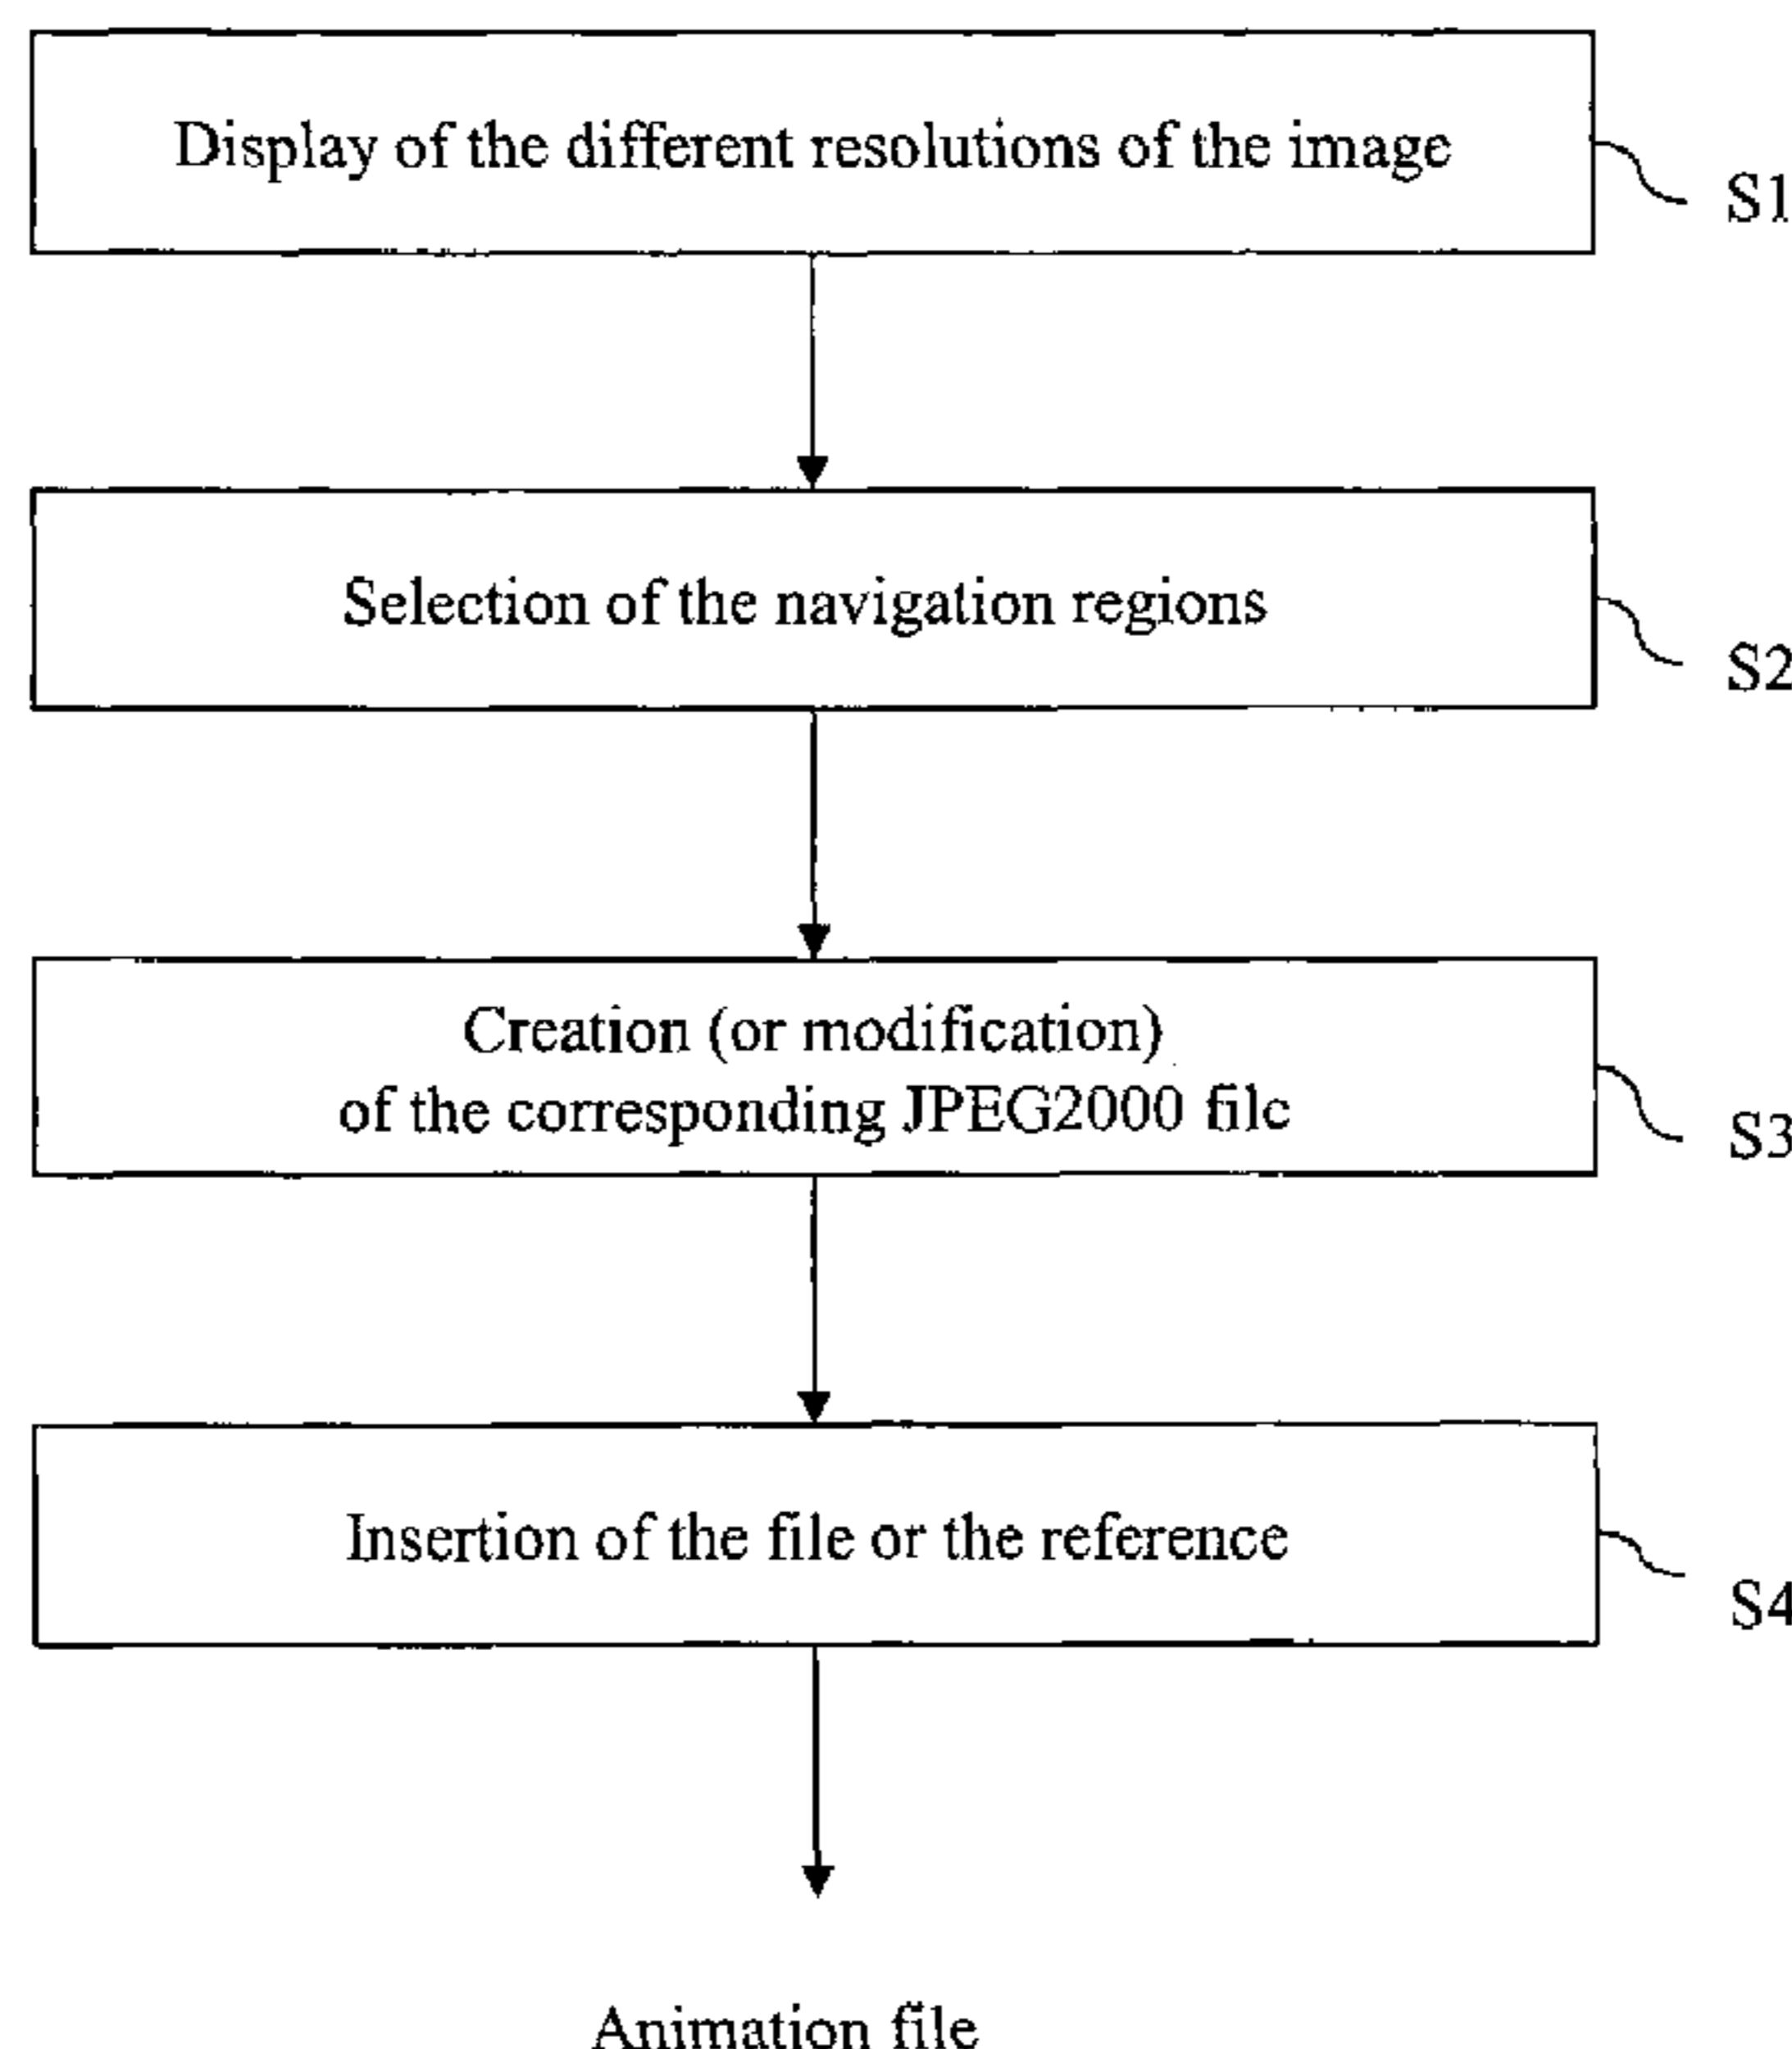 Display of the different resolutions of the image
S1
Selection of the navigation regions
S2
Creation (or modification)
of the corresponding JPEG2000 file
S3
Insertion of the file or the reference
S4
Animation file